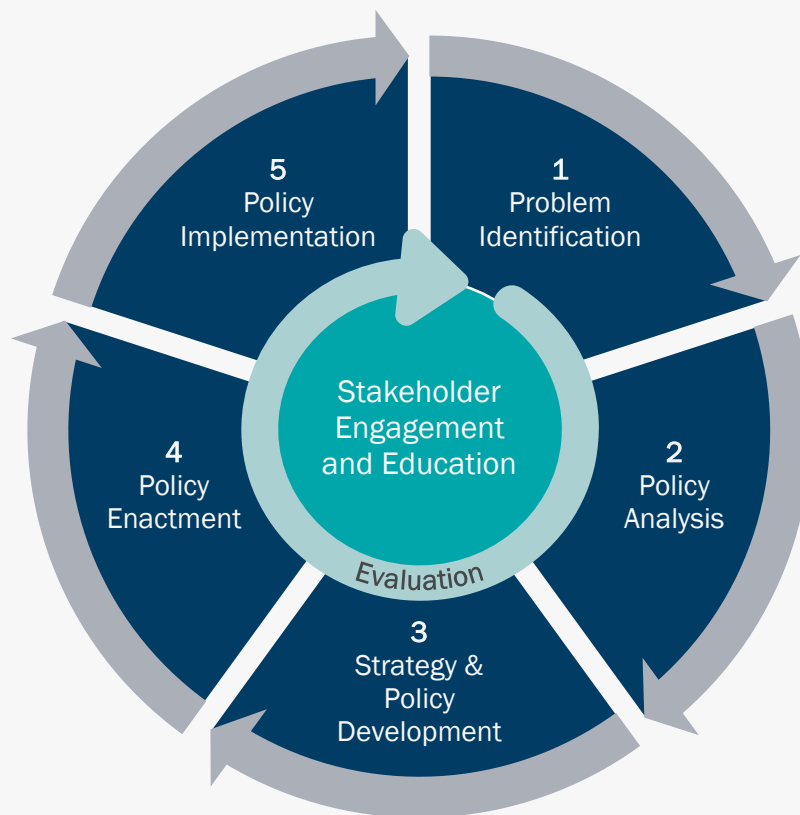 1
Problem
Identification
2
Policy
Analysis
3
Strategy &
Policy
Development
4
Policy
Enactment
5
Policy
Implementation
Stakeholder
Engagement
and Education
Evaluation